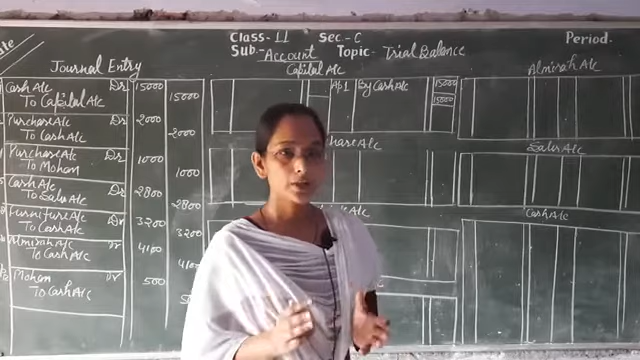 Date
Class - 11 Sec.- C
Sub.- Account Topic- Trial Balance Period
Journal Entry
Cash A/c Dr 15000
To Capital A/c 15000
Purchase A/c Dr 2000
To Cash A/c 2000
Purchase A/c Dr 1000
To Mohan 1000
Cash A/c Dr 2800
To Sales A/c 2800
Furniture A/c Dr 3200
To Cash A/c 3200
Almirah A/c Dr
To Cash A/c
Mohan Dr 500
To Cash A/c
Capital A/c
By Cash A/c 15000
15000
Almirah A/c
Sales A/c
Cash A/c